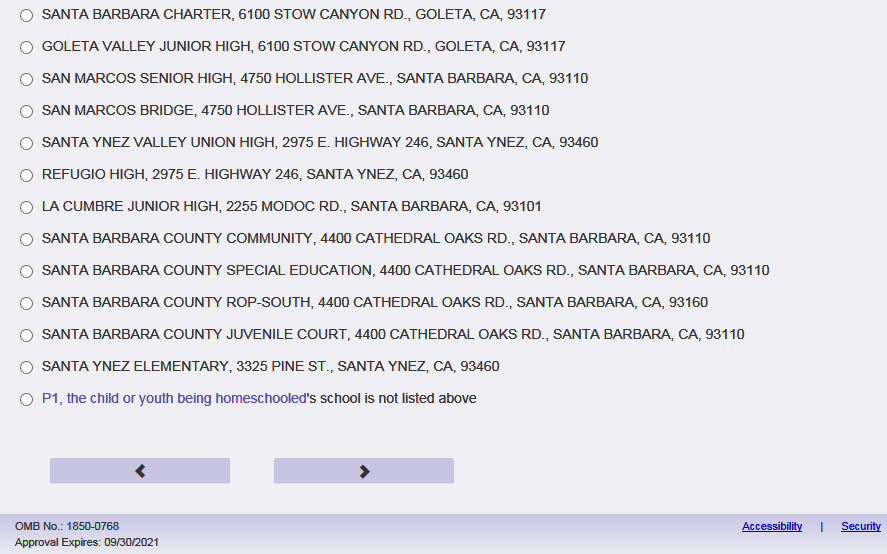 SANTA BARBARA CHARTER, 6100 STOW CANYON RD., GOLETA, CA, 93117
GOLETA VALLEY JUNIOR HIGH, 6100 STOW CANYON RD., GOLETA, CA, 93117
SAN MARCOS SENIOR HIGH, 4750 HOLLISTER AVE., SANTA BARBARA, CA, 93110
SAN MARCOS BRIDGE, 4750 HOLLISTER AVE., SANTA BARBARA, CA, 93110
SANTA YNEZ VALLEY UNION HIGH, 2975 E. HIGHWAY 246, SANTA YNEZ, CA, 93460
REFUGIO HIGH, 2975 E. HIGHWAY 246, SANTA YNEZ, CA, 93460
LA CUMBRE JUNIOR HIGH, 2255 MODOC RD., SANTA BARBARA, CA, 93101
SANTA BARBARA COUNTY COMMUNITY, 4400 CATHEDRAL OAKS RD., SANTA BARBARA, CA, 93110
SANTA BARBARA COUNTY SPECIAL EDUCATION, 4400 CATHEDRAL OAKS RD., SANTA BARBARA, CA, 93110
SANTA BARBARA COUNTY ROP-SOUTH, 4400 CATHEDRAL OAKS RD., SANTA BARBARA, CA, 93160
SANTA BARBARA COUNTY JUVENILE COURT, 4400 CATHEDRAL OAKS RD., SANTA BARBARA, CA, 93110
SANTA YNEZ ELEMENTARY, 3325 PINE ST., SANTA YNEZ, CA, 93460
P1, the child or youth being homeschooled's school is not listed above
OMB No.: 1850-0768
Accessibility | Security
Approval Expires: 09/30/2021